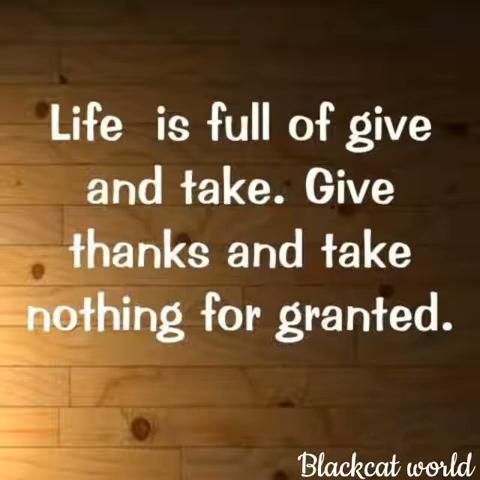 Life is full of give
and take. Give
thanks and take
nothing for granted.
Blackcat world